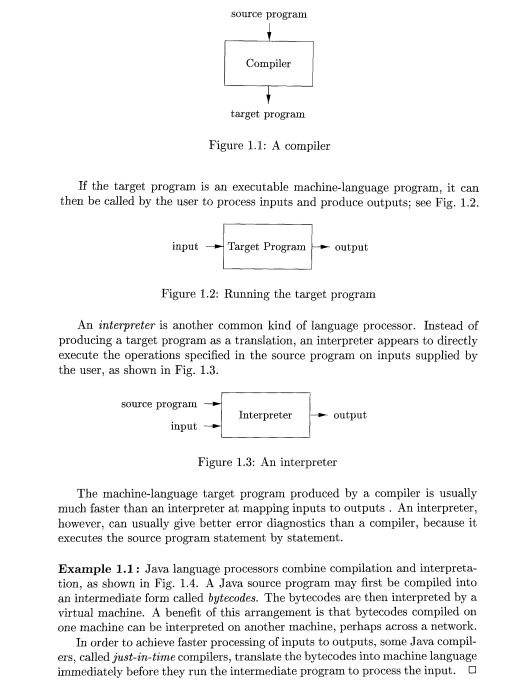 source program
Compiler
target program
Figure 1.1: A compiler
If the target program is an executable machine-language program, it can
then be called by the user to process inputs and produce outputs; see Fig. 1.2.
input Target Program output
Figure 1.2: Running the target program
An interpreter is another common kind of language processor. Instead of
producing a target program as a translation, an interpreter appears to directly
execute the operations specified in the source program on inputs supplied by
the user, as shown in Fig. 1.3.
source program
input
Interpreter
output
Figure 1.3: An interpreter
The machine-language target program produced by a compiler is usually
much faster than an interpreter at mapping inputs to outputs . An interpreter,
however, can usually give better error diagnostics than a compiler, because it
executes the source program statement by statement.
Example 1.1: Java language processors combine compilation and interpreta-
tion, as shown in Fig. 1.4. A Java source program may first be compiled into
an intermediate form called bytecodes. The bytecodes are then interpreted by a
virtual machine. A benefit of this arrangement is that bytecodes compiled on
one machine can be interpreted on another machine, perhaps across a network.
In order to achieve faster processing of inputs to outputs, some Java compil-
ers, called just-in-time compilers, translate the bytecodes into machine language
immediately before they run the intermediate program to process the input. □